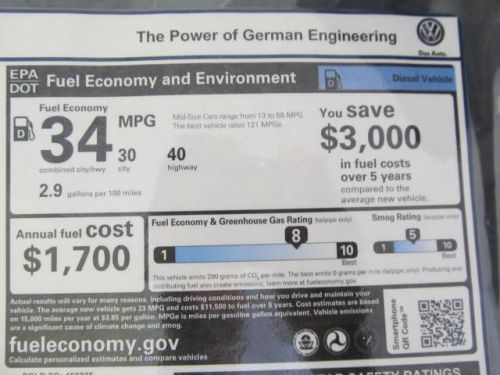 The Power of German Engineering
Das Auto.
EPA
DOT
Fuel Economy and Environment
D
Diesel Vehicle
Fuel Economy
D
34 MPG
combined city/hwy
30
city
40
highway
2.9 gallons per 100 miles
Mid-Size Cars range from 13 to 58 MPG.
The best vehicle rates 121 MPGe.
You save
$3,000
in fuel costs
over 5 years
compared to the
average new vehicle.
Annual fuel cost
$1,700
Fuel Economy & Greenhouse Gas Rating (tailpipe only)
1
8
10
Best
Smog Rating (tailpipe only)
1
5
10
Best
This vehicle emits 290 grams of CO2 per mile. The best emits 0 grams per mile (tailpipe only). Producing and
distributing fuel also create emissions, learn more at fueleconomy.gov.
Actual results will vary for many reasons, including driving conditions and how you drive and maintain your
vehicle. The average new vehicle gets 23 MPG and costs $11,500 to fuel over 5 years. Cost estimates are based
on 15,000 miles per year at $3.85 per gallon. MPGe is miles per gasoline gallon equivalent. Vehicle emissions
are a significant cause of climate change and smog.
fueleconomy.gov
Calculate personalized estimates and compare vehicles
Smartphone
QR Code™
SAFETY RATINGS